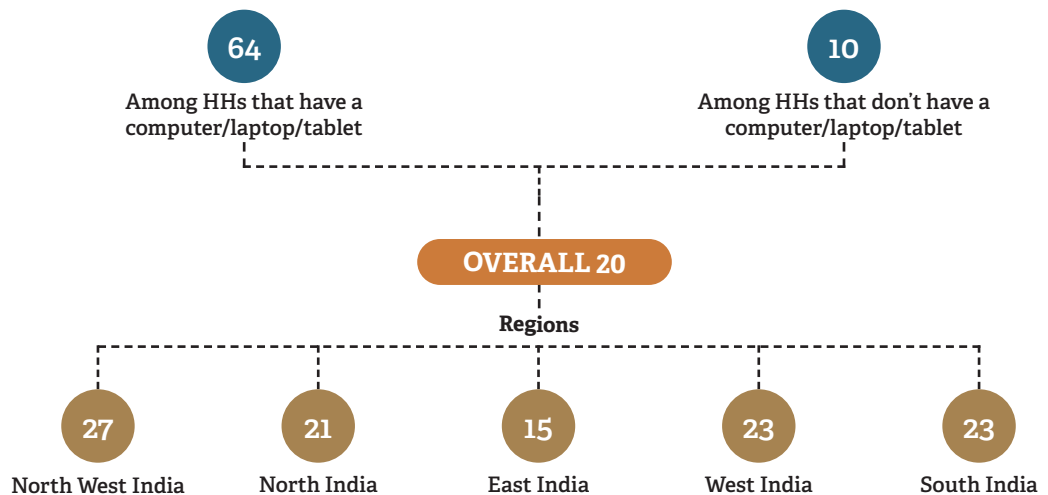 64
10
Among HHs that have a
computer/laptop/tablet
Among HHs that don’t have a
computer/laptop/tablet
OVERALL 20
Regions
27
21
15
23
23
North West India
North India
East India
West India
South India